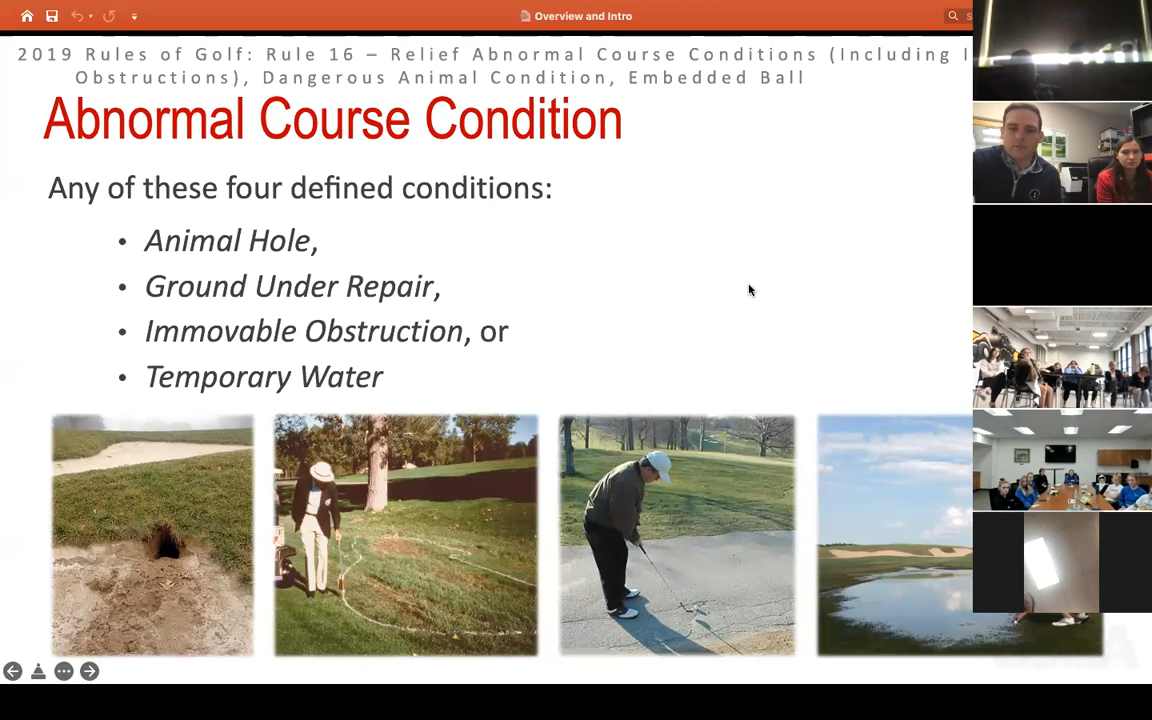 Overview and Intro
2019 Rules of Golf: Rule 16 – Relief Abnormal Course Conditions (Including
Obstructions), Dangerous Animal Condition, Embedded Ball
Abnormal Course Condition
Any of these four defined conditions:
• Animal Hole,
• Ground Under Repair,
• Immovable Obstruction, or
• Temporary Water